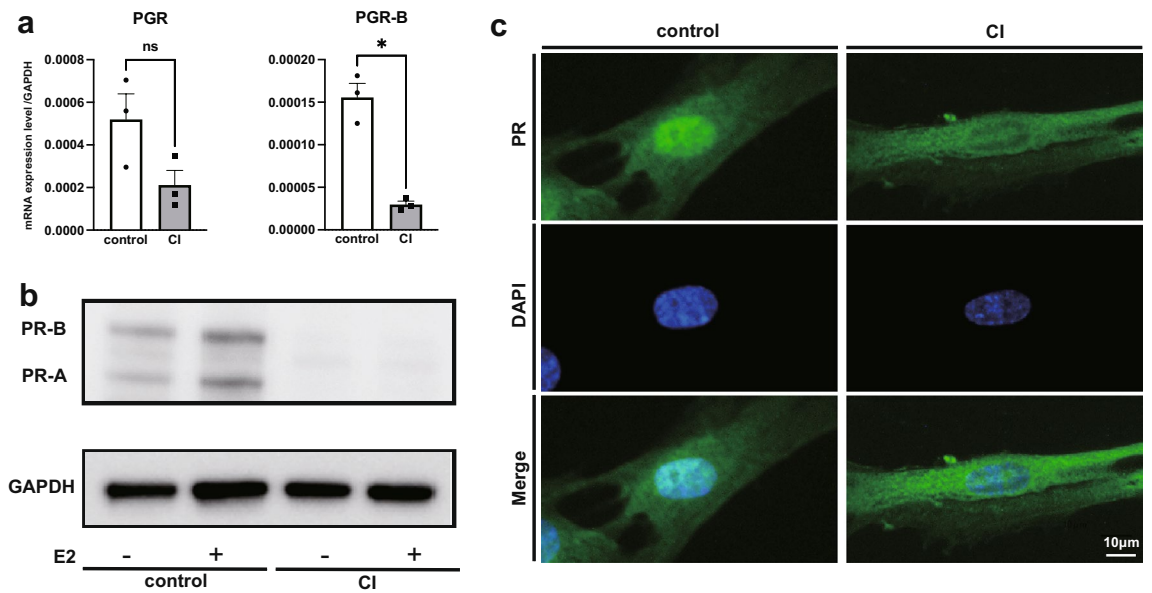 a
PGR
PGR-B
mRNA expression level /GAPDH
0.0008
0.0006
0.0004
0.0002
0.0000
ns
control
CI
0.00020
0.00015
0.00010
0.00005
0.00000
*
control
CI
b
PR-B
PR-A
GAPDH
E2 - + - +
control CI
c
control CI
PR
DAPI
Merge
10μm